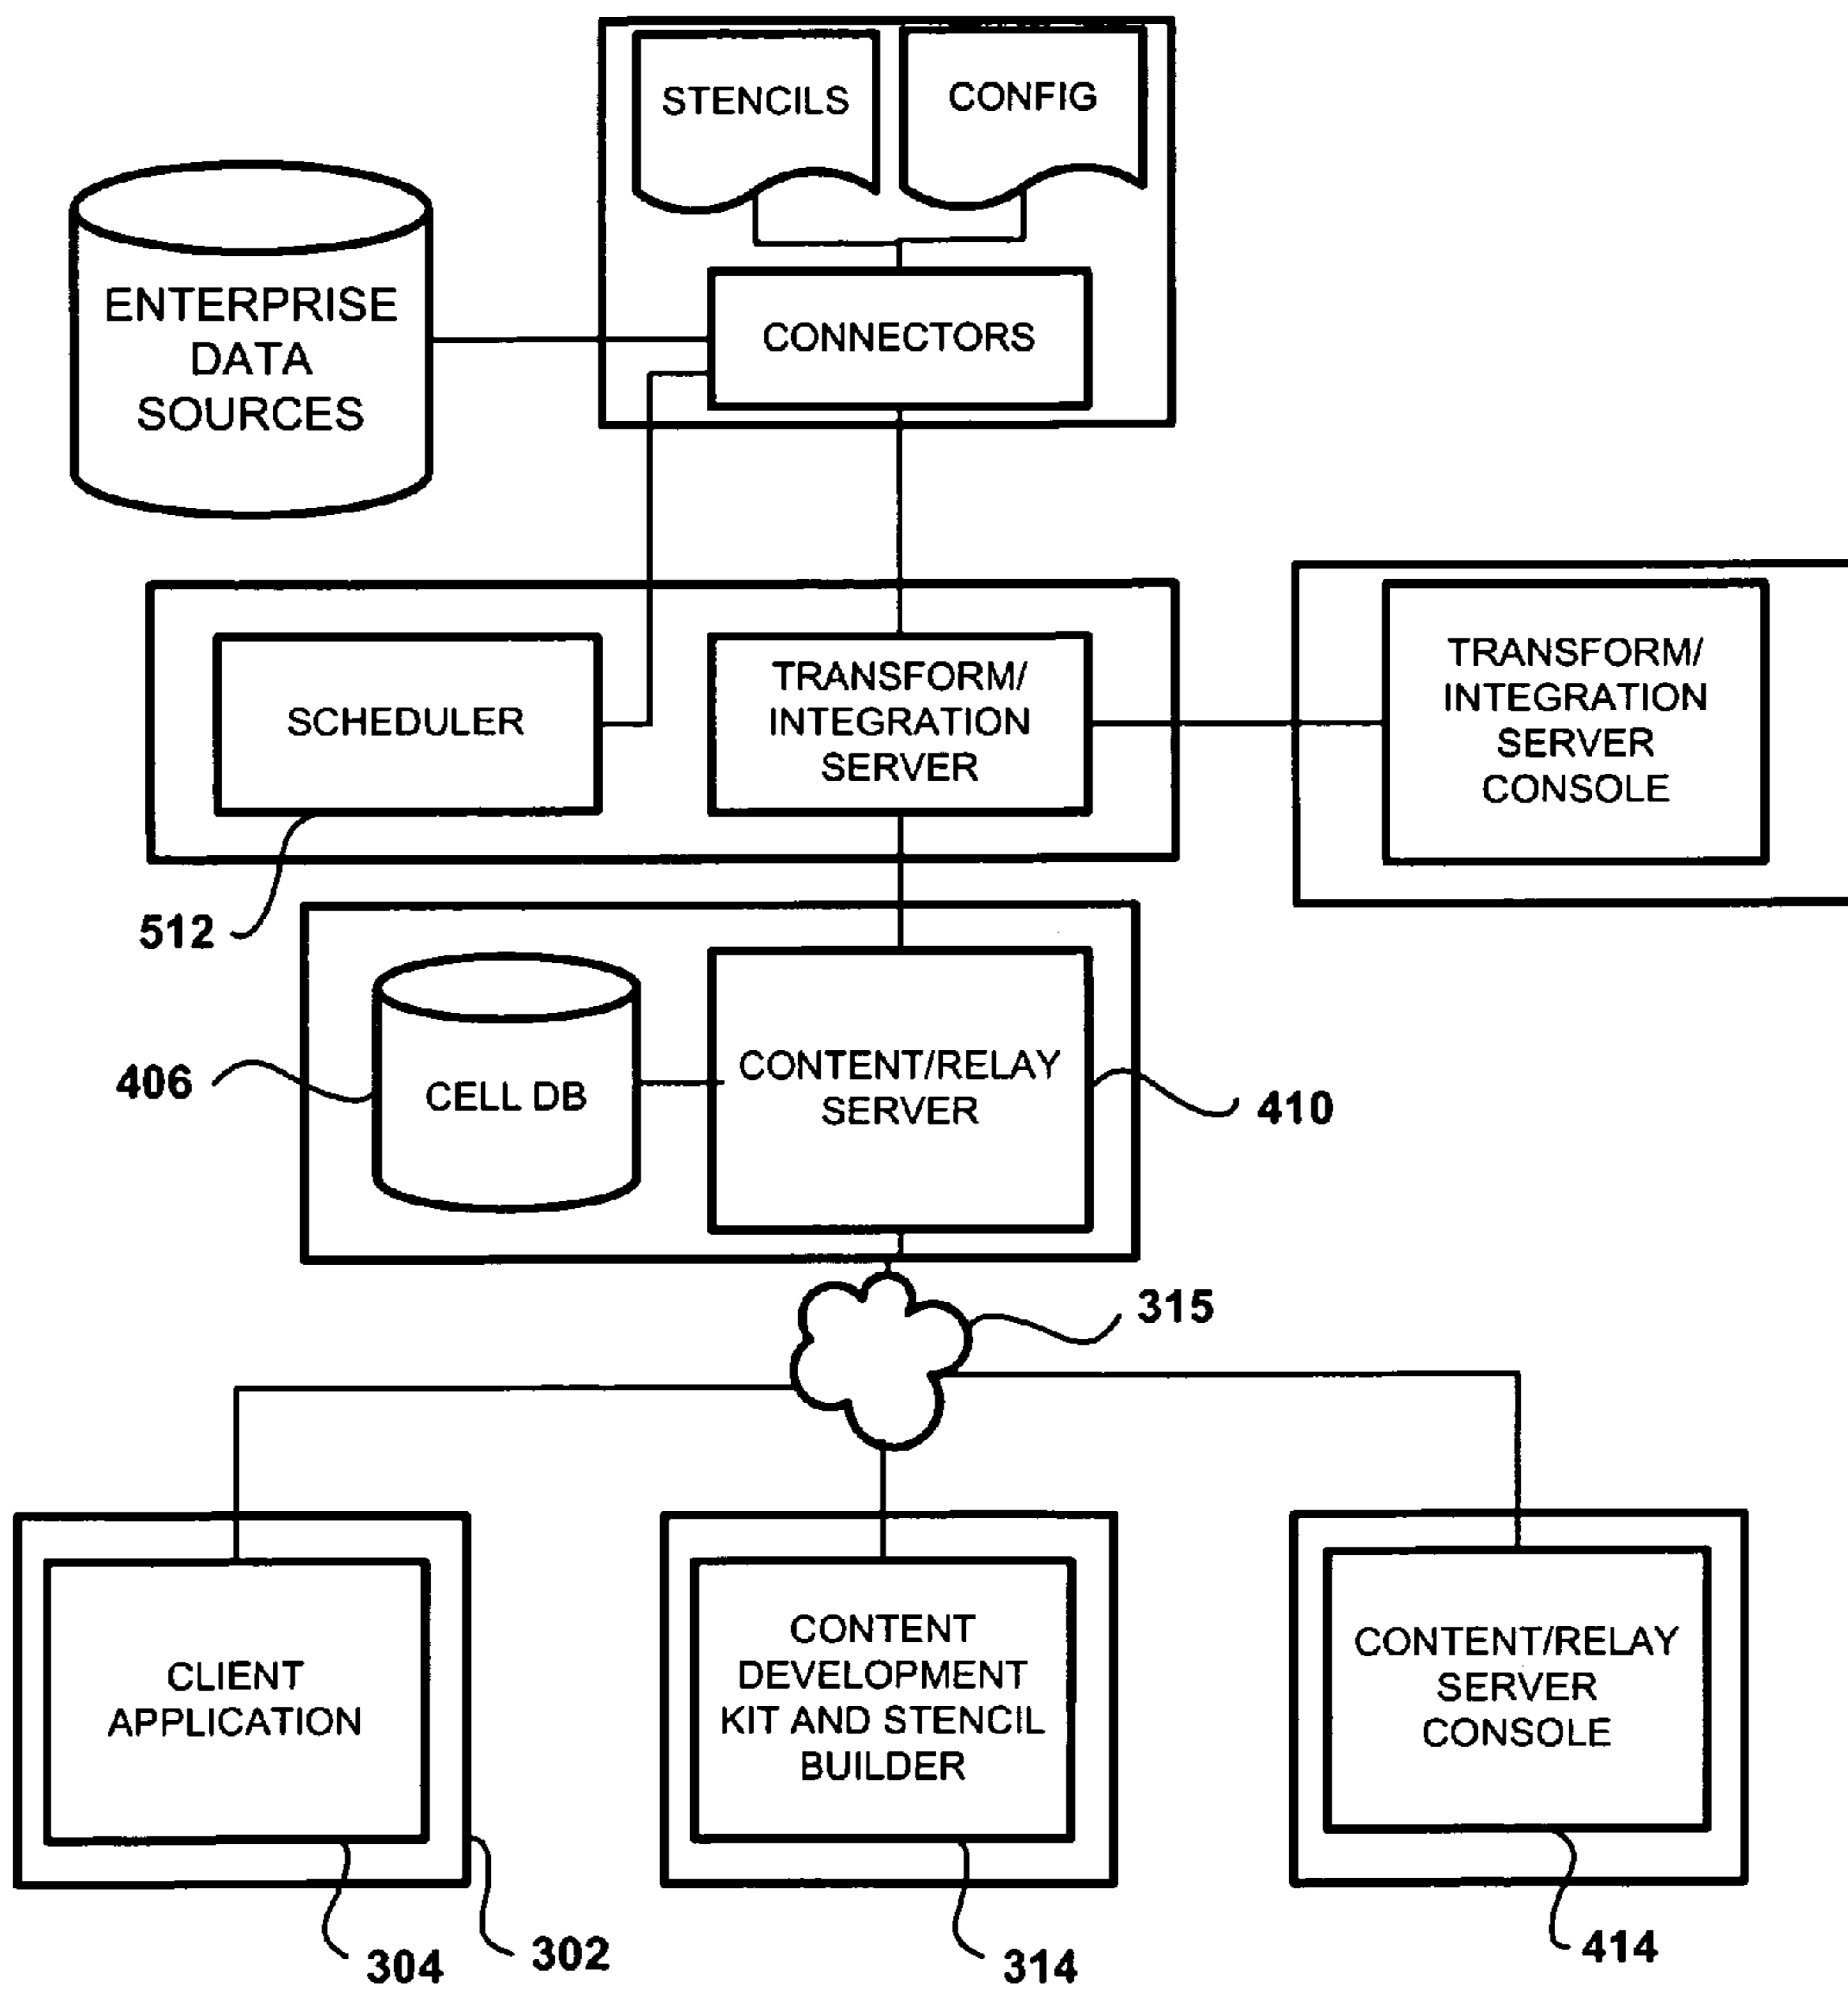 STENCILS
CONFIG
ENTERPRISE
DATA
SOURCES
CONNECTORS
SCHEDULER
TRANSFORM/
INTEGRATION
SERVER
TRANSFORM/
INTEGRATION
SERVER
CONSOLE
512
406
CELL DB
CONTENT/RELAY
SERVER
410
315
CLIENT
APPLICATION
CONTENT
DEVELOPMENT
KIT AND STENCIL
BUILDER
CONTENT/RELAY
SERVER
CONSOLE
304
302
314
414